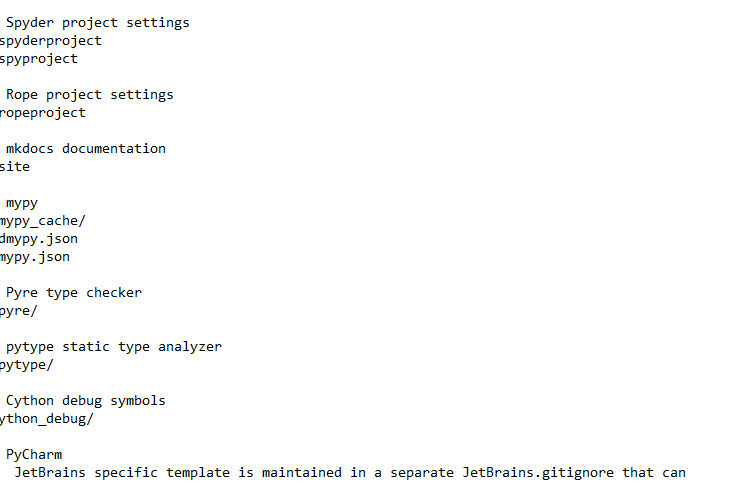 Spyder project settings
spyderproject
spyproject
Rope project settings
ropeproject
mkdocs documentation
site
mypy
mypy_cache/
dmypy.json
mypy.json
Pyre type checker
pyre/
pytype static type analyzer
pytype/
Cython debug symbols
ython_debug/
PyCharm
JetBrains specific template is maintained in a separate JetBrains.gitignore that can